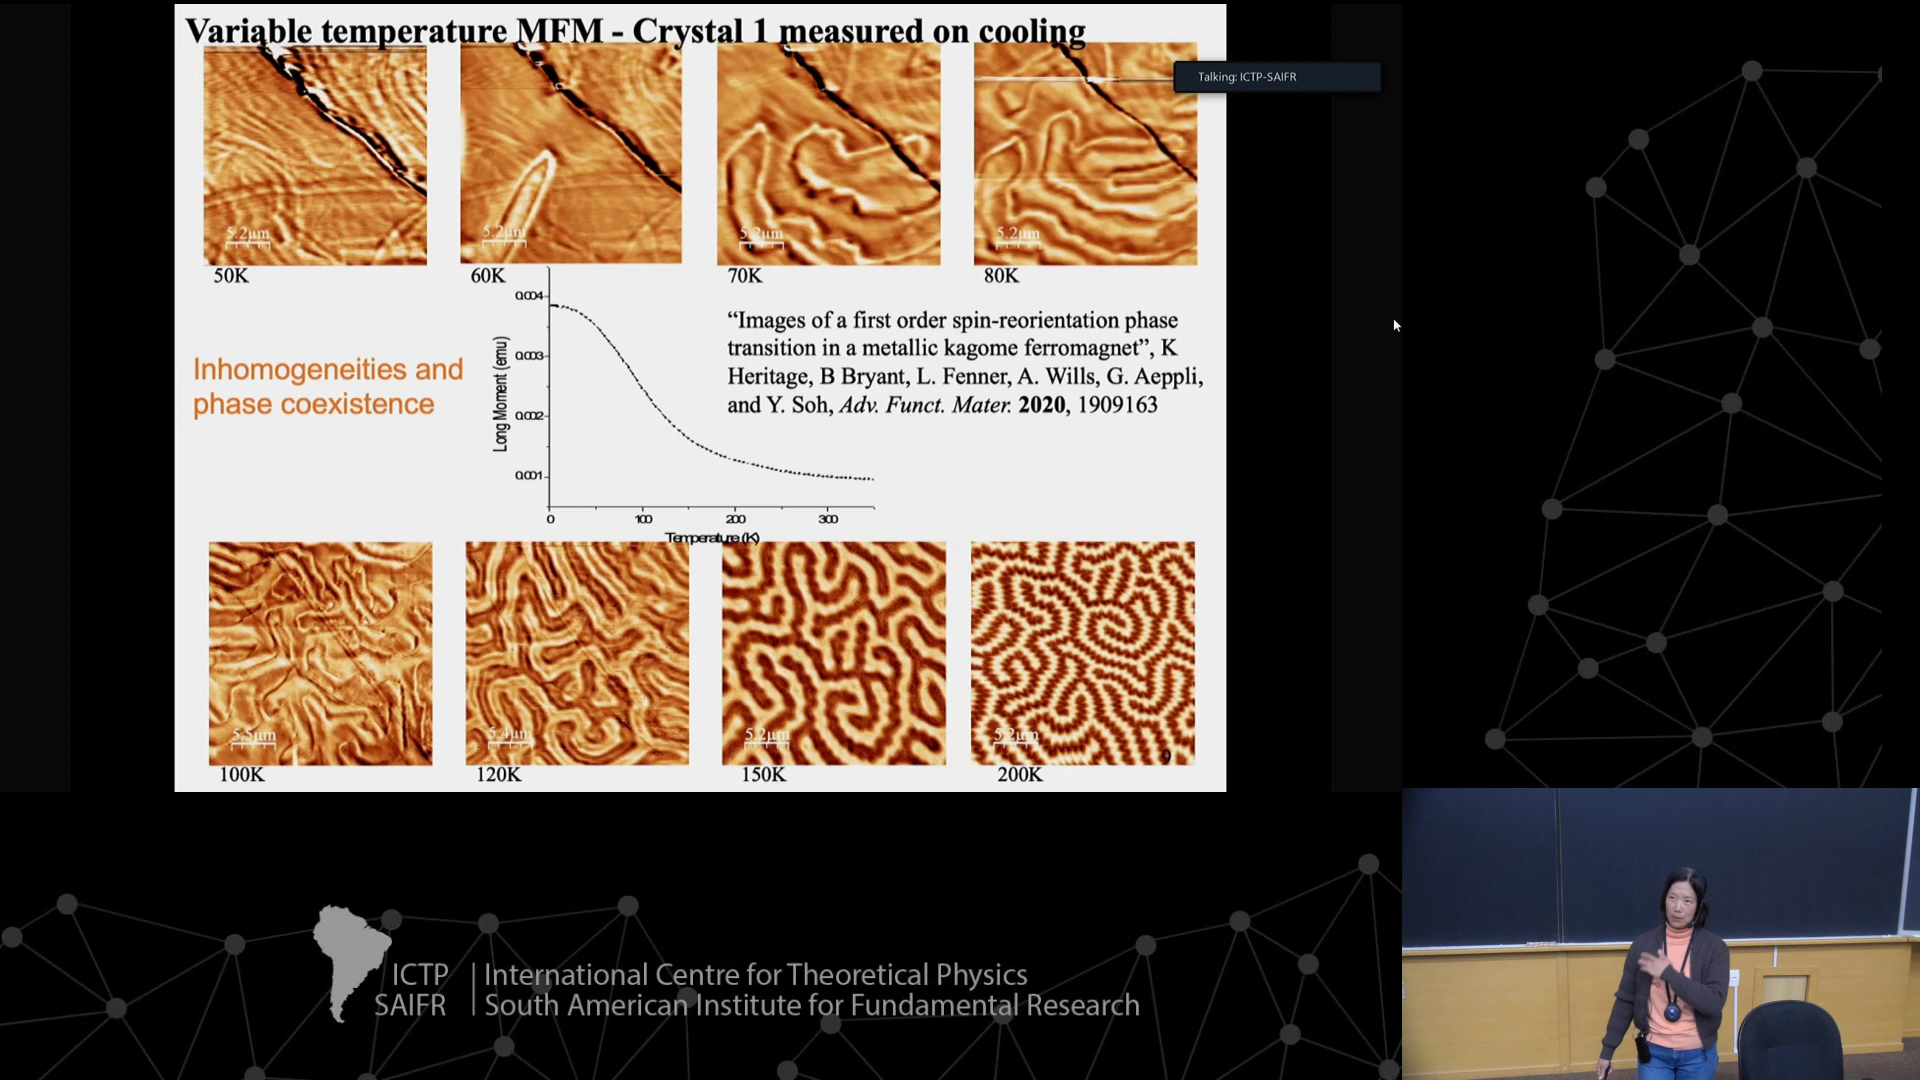 Variable temperature MFM - Crystal 1 measured on cooling
Talking: ICTP-SAIFR
5.2µm
5.2µm
5.2µm
5.2µm
50K
60K
70K
80K
Inhomogeneities and
phase coexistence
Long Moment (emu)
0.004
0.003
0.002
0.001
0
100
200
300
Temperature (K)
“Images of a first order spin-reorientation phase
transition in a metallic kagome ferromagnet”, K
Heritage, B Bryant, L. Fenner, A. Wills, G. Aeppli,
and Y. Soh, Adv. Funct. Mater. 2020, 1909163
5.5µm
5.4µm
5.2µm
5.2µm
9
100K
120K
150K
200K
ICTP
SAIFR
International Centre for Theoretical Physics
South American Institute for Fundamental Research